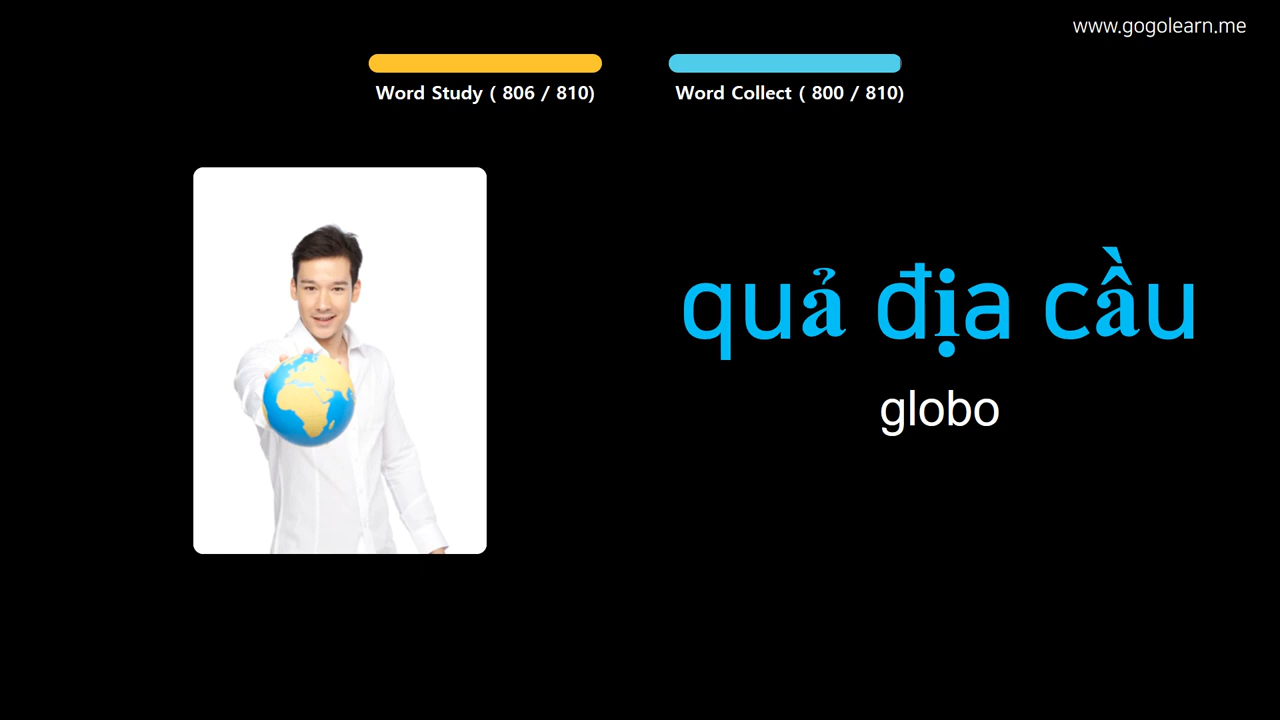 www.gogolearn.me
Word Study ( 806 / 810)
Word Collect ( 800 / 810)
quả địa cầu
globo